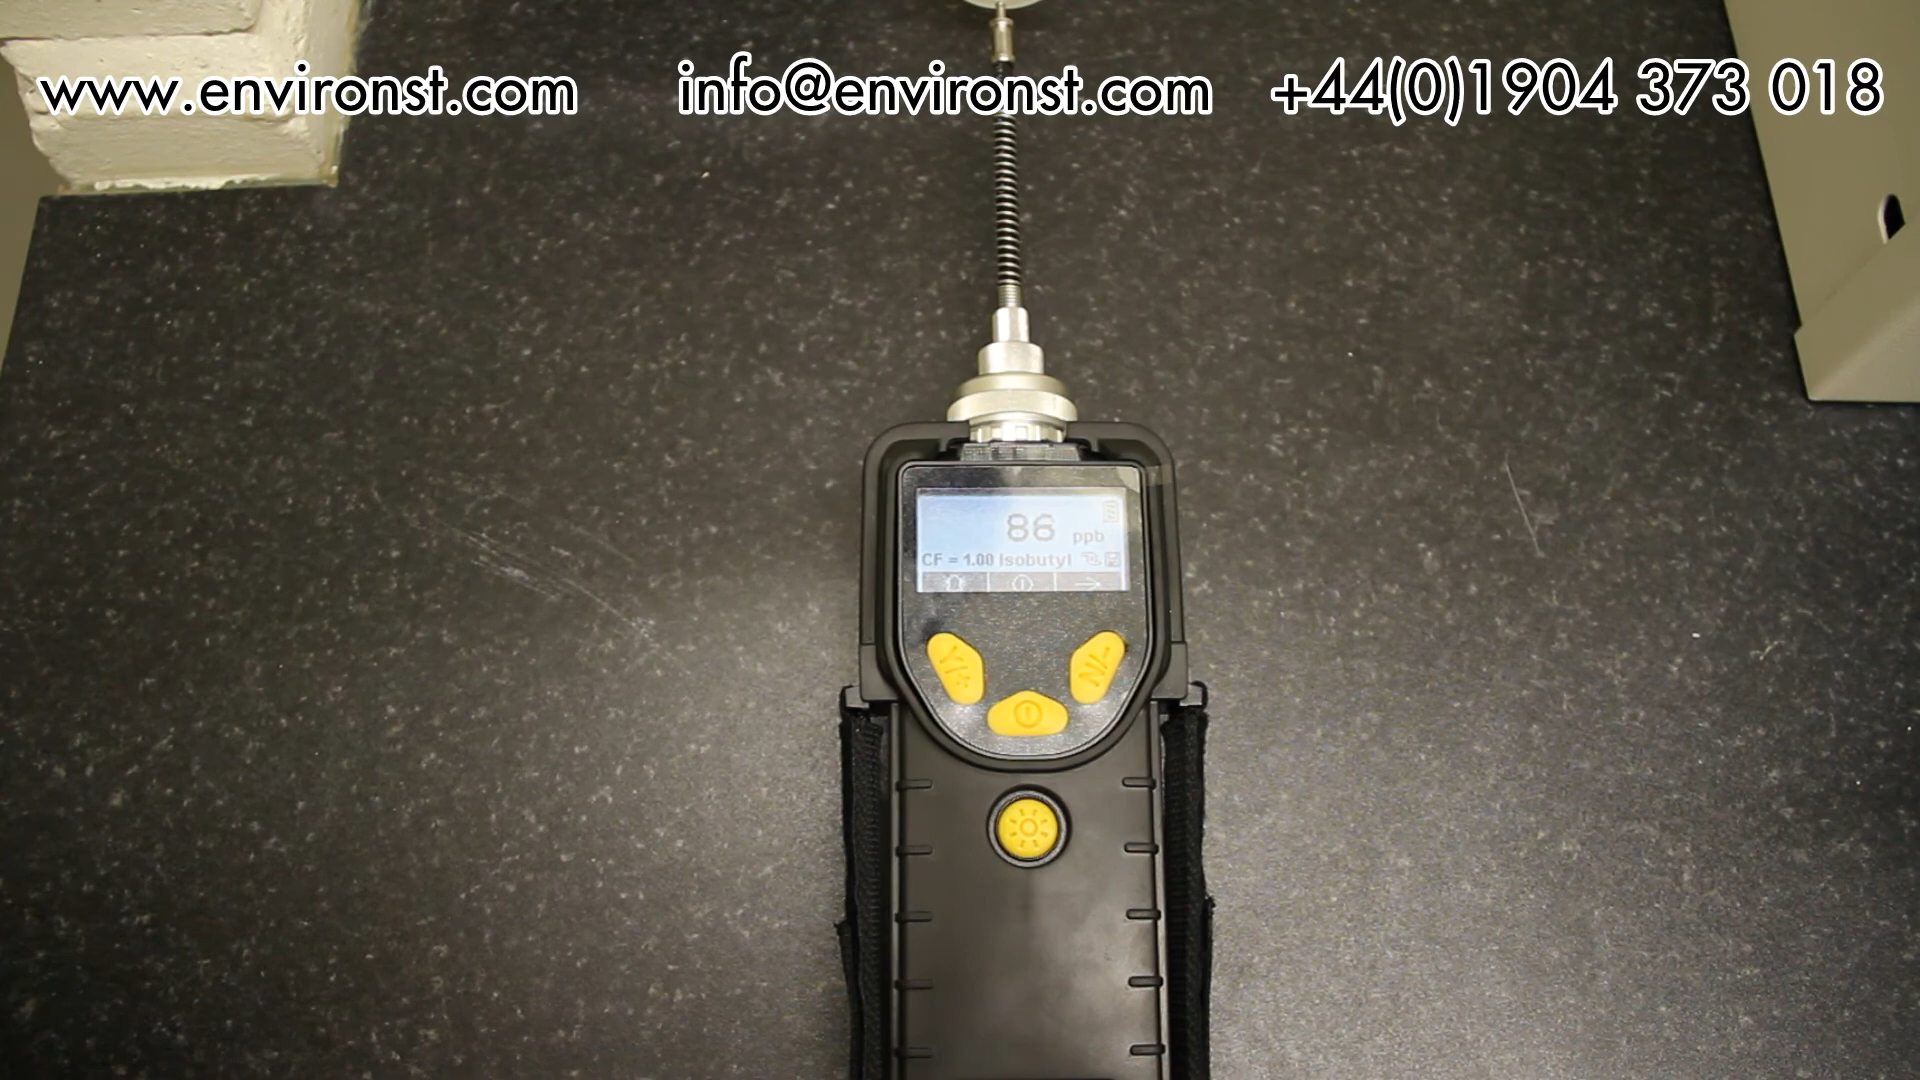 www.environst.com info@environst.com +44(0)1904 373 018
86 ppb
CF = 1.00 Isobutyl
Y/+ N/-